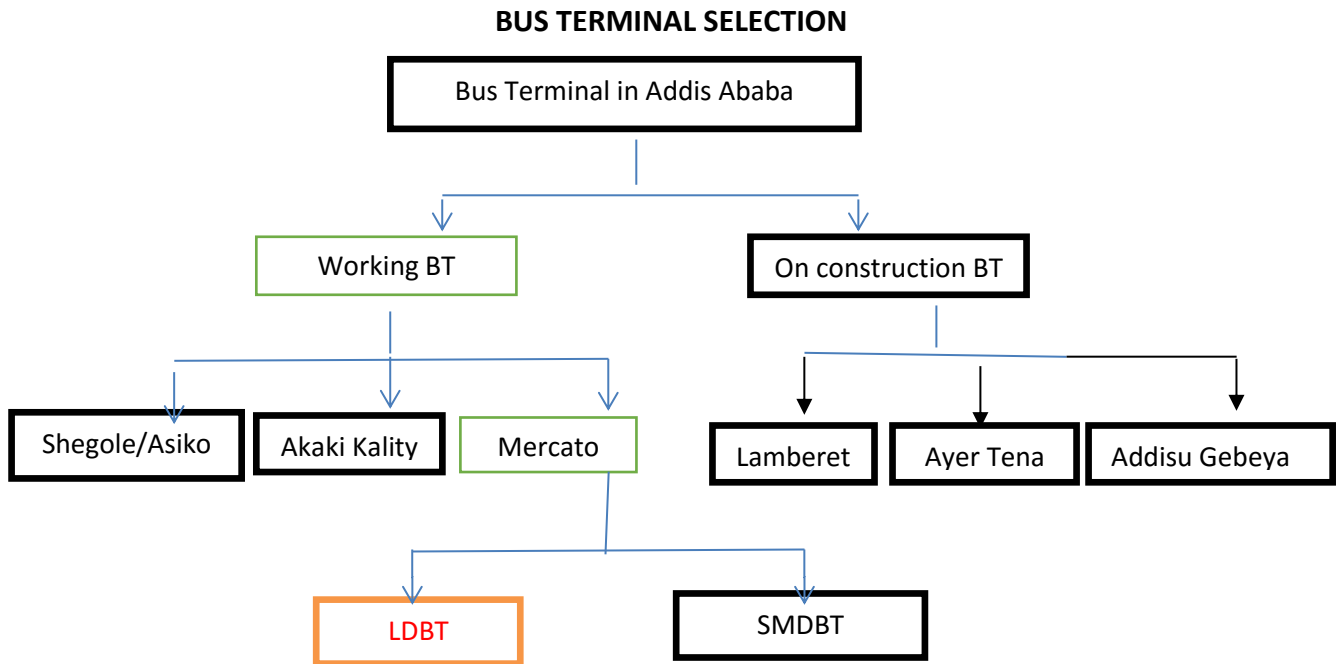 BUS TERMINAL SELECTION
Bus Terminal in Addis Ababa
Working BT
On construction BT
Shegole/Asiko
Akaki Kality
Mercato
Lamberet
Ayer Tena
Addisu Gebeya
LDBT
SMDBT